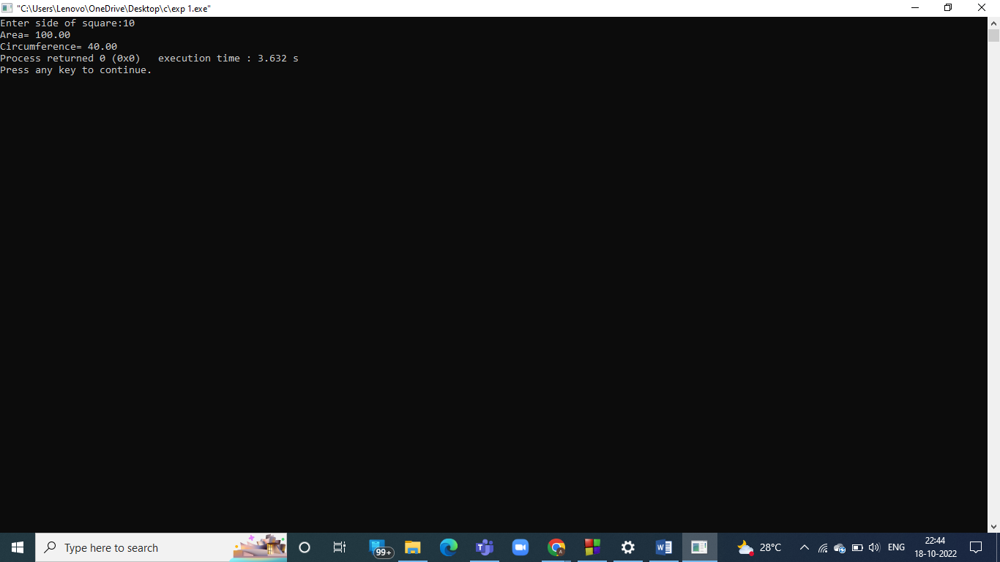 "C:\Users\Lenovo\OneDrive\Desktop\c\exp 1.exe"
Enter side of square:10
Area= 100.00
Circumference= 40.00
Process returned 0 (0x0)   execution time : 3.632 s
Press any key to continue.
Type here to search
99+
28°C
ENG
22:44
18-10-2022